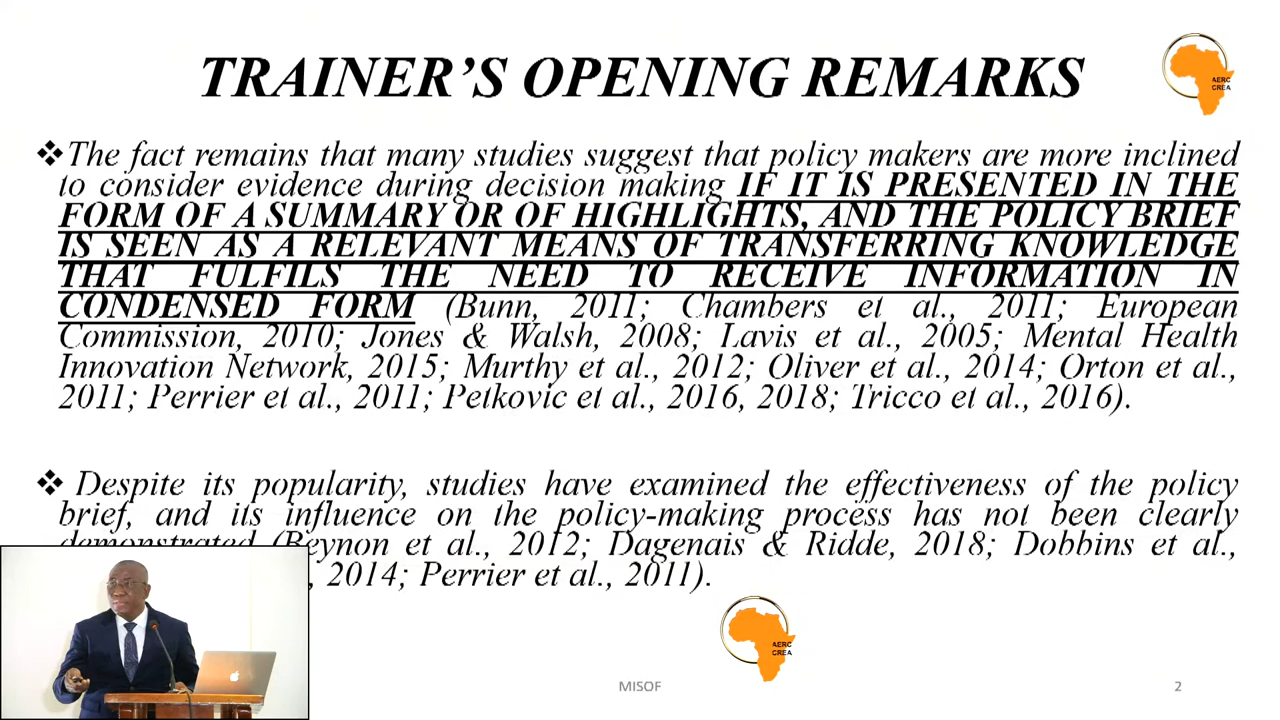 TRAINER'S OPENING REMARKS
AERC
CREA
❖The fact remains that many studies suggest that policy makers are more inclined
to consider evidence during decision making IF IT IS PRESENTED IN THE
FORM OF A SUMMARY OR OF HIGHLIGHTS, AND THE POLICY BRIEF
IS SEEN AS A RELEVANT MEANS OF TRANSFERRING KNOWLEDGE
THAT FULFILS THE NEED TO RECEIVE INFORMATION IN
CONDENSED FORM (Bunn, 2011; Chambers et al., 2011; European
Commission, 2010; Jones & Walsh, 2008; Lavis et al., 2005; Mental Health
Innovation Network, 2015; Murthy et al., 2012; Oliver et al., 2014; Orton et al.,
2011; Perrier et al., 2011; Petkovic et al., 2016, 2018; Tricco et al., 2016).
❖ Despite its popularity, studies have examined the effectiveness of the policy
brief, and its influence on the policy-making process has not been clearly
demonstrated (Beynon et al., 2012; Dagenais & Ridde, 2018; Dobbins et al.,
, 2014; Perrier et al., 2011).
AERC
CREA
MISOF
2